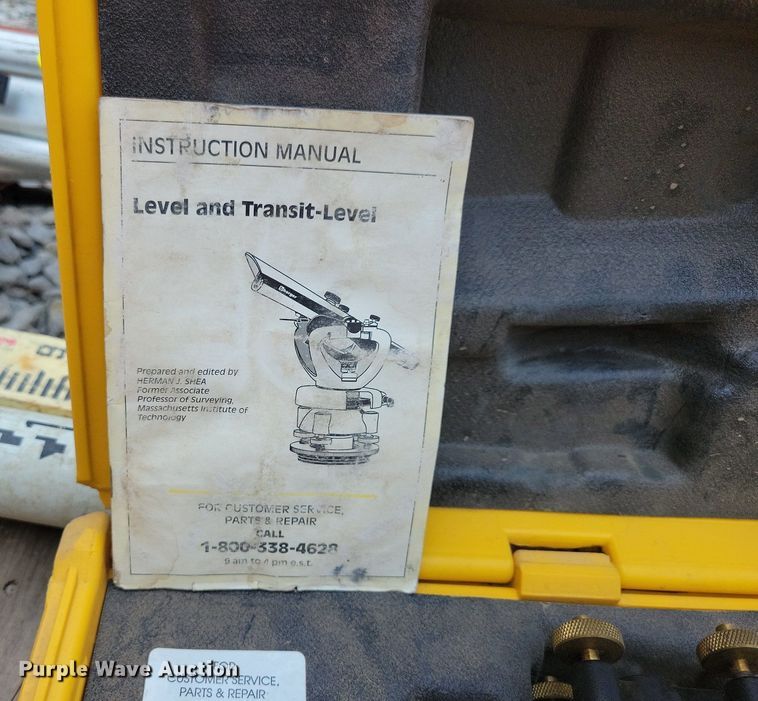 INSTRUCTION MANUAL
Level and Transit-Level
Berger
Prepared and edited by
HERMAN J. SHEA
Former Associate
Professor of Surveying,
Massachusetts Institute of
Technology
FOR CUSTOMER SERVICE,
PARTS & REPAIR
CALL
1-800-338-4628
9 am to 4 pm e.s.t.
FOR
CUSTOMER SERVICE,
PARTS & REPAIR
Purple Wave Auction